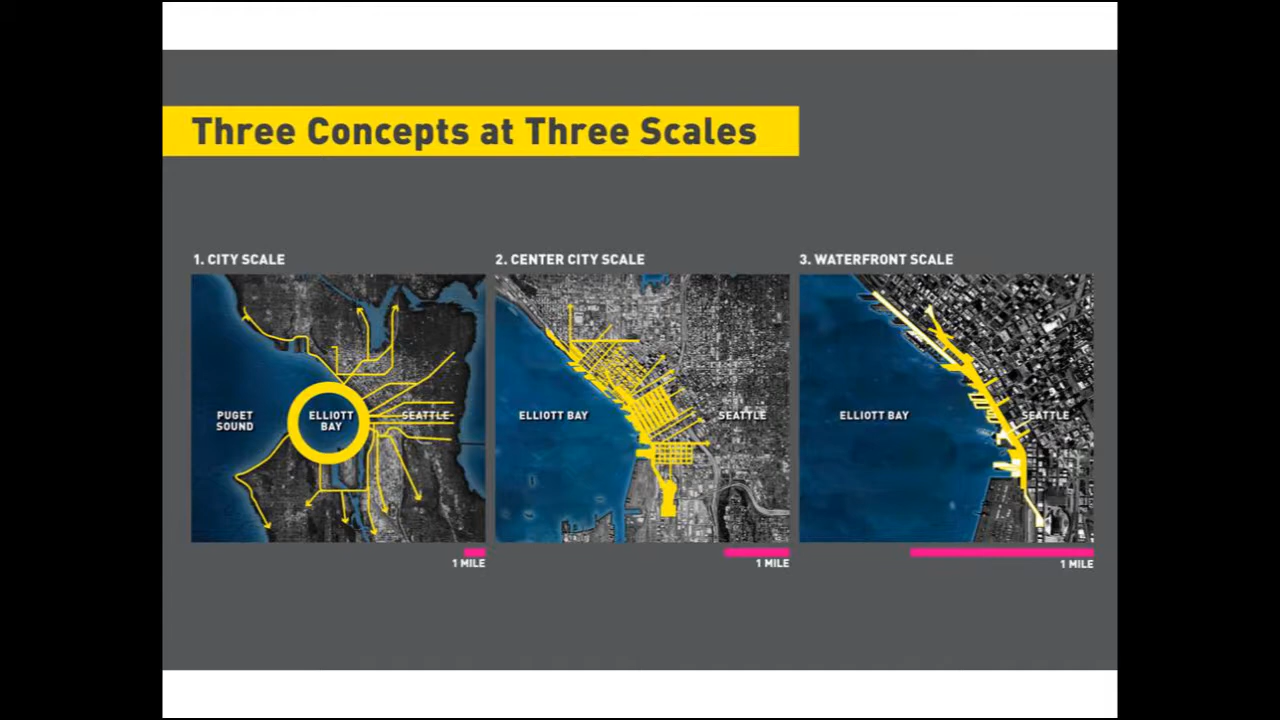 Three Concepts at Three Scales
1. CITY SCALE
2. CENTER CITY SCALE
3. WATERFRONT SCALE
PUGET
SOUND
ELLIOTT
BAY
SEATTLE
ELLIOTT BAY
SEATTLE
ELLIOTT BAY
SEATTLE
1 MILE
1 MILE
1 MILE